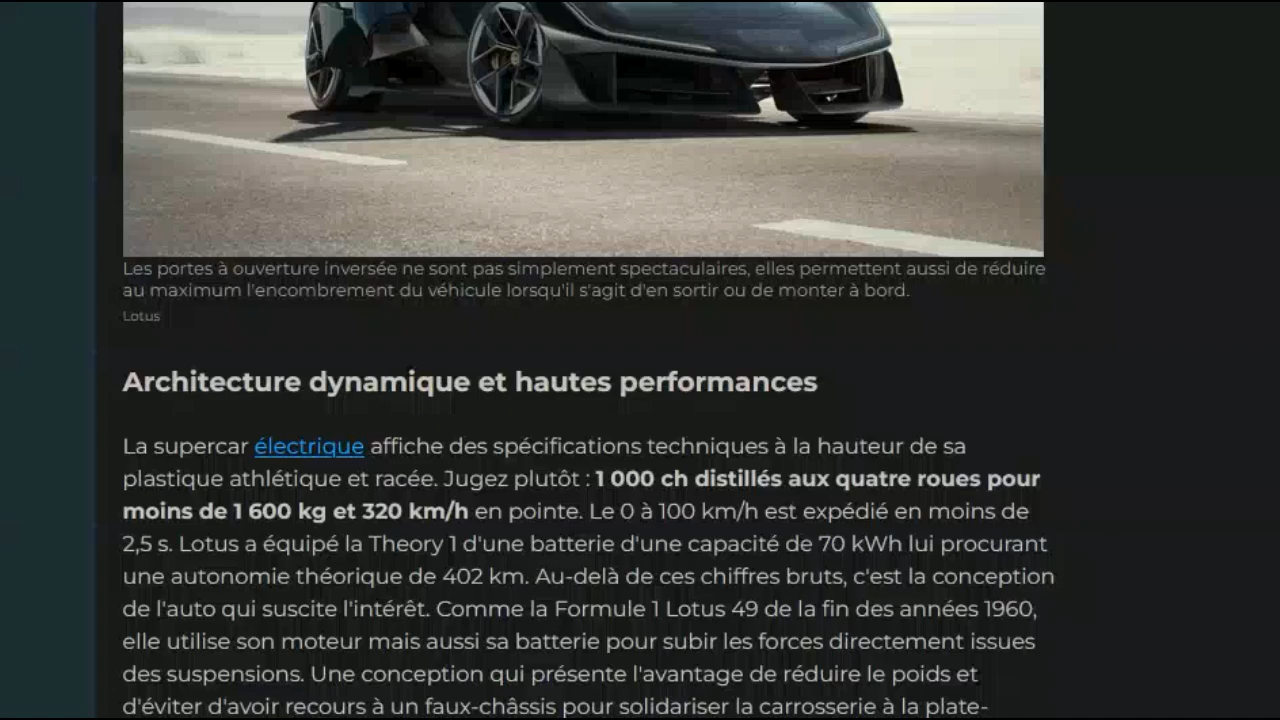 Les portes à ouverture inversée ne sont pas simplement spectaculaires, elles permettent aussi de réduire
au maximum l'encombrement du véhicule lorsqu'il s'agit d'en sortir ou de monter à bord.
Lotus
Architecture dynamique et hautes performances
La supercar électrique affiche des spécifications techniques à la hauteur de sa
plastique athlétique et racée. Jugez plutôt : 1 000 ch distillés aux quatre roues pour
moins de 1 600 kg et 320 km/h en pointe. Le 0 à 100 km/h est expédié en moins de
2,5 s. Lotus a équipé la Theory 1 d'une batterie d'une capacité de 70 kWh lui procurant
une autonomie théorique de 402 km. Au-delà de ces chiffres bruts, c'est la conception
de l'auto qui suscite l'intérêt. Comme la Formule 1 Lotus 49 de la fin des années 1960,
elle utilise son moteur mais aussi sa batterie pour subir les forces directement issues
des suspensions. Une conception qui présente l'avantage de réduire le poids et
d'éviter d'avoir recours à un faux-châssis pour solidariser la carrosserie à la plate-